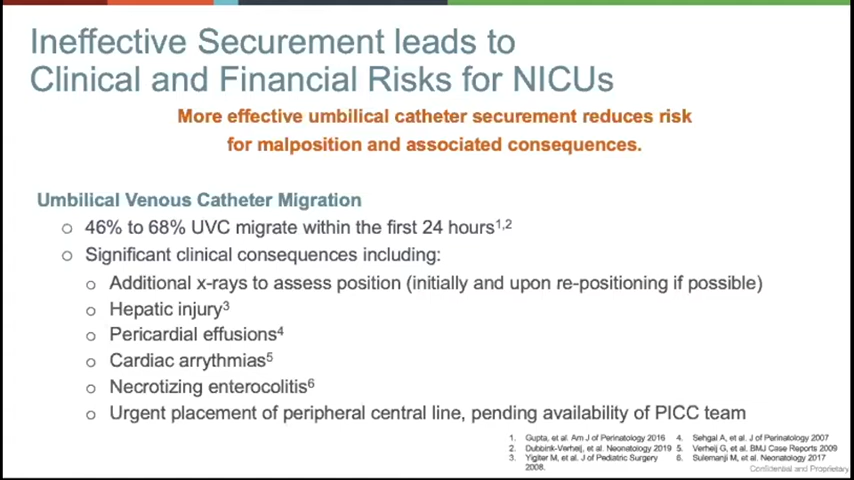 Ineffective Securement leads to
Clinical and Financial Risks for NICUs
More effective umbilical catheter securement reduces risk
for malposition and associated consequences.
Umbilical Venous Catheter Migration
○ 46% to 68% UVC migrate within the first 24 hours1,2
○ Significant clinical consequences including:
○ Additional x-rays to assess position (initially and upon re-positioning if possible)
○ Hepatic injury3
○ Pericardial effusions4
○ Cardiac arrythmias5
○ Necrotizing enterocolitis6
○ Urgent placement of peripheral central line, pending availability of PICC team
1. Gupta, et al. Am J of Perinatology 2016
2. Dubbink-Verheij, et al. Neonatology 2019
3. Yigiter M, et al. J of Pediatric Surgery
2008.
4. Sehgal A, et al. J of Perinatology 2007
5. Verheij G, et al. BMJ Case Reports 2009
6. Sulemanji M, et al. Neonatology 2017
Confidential and Proprietary